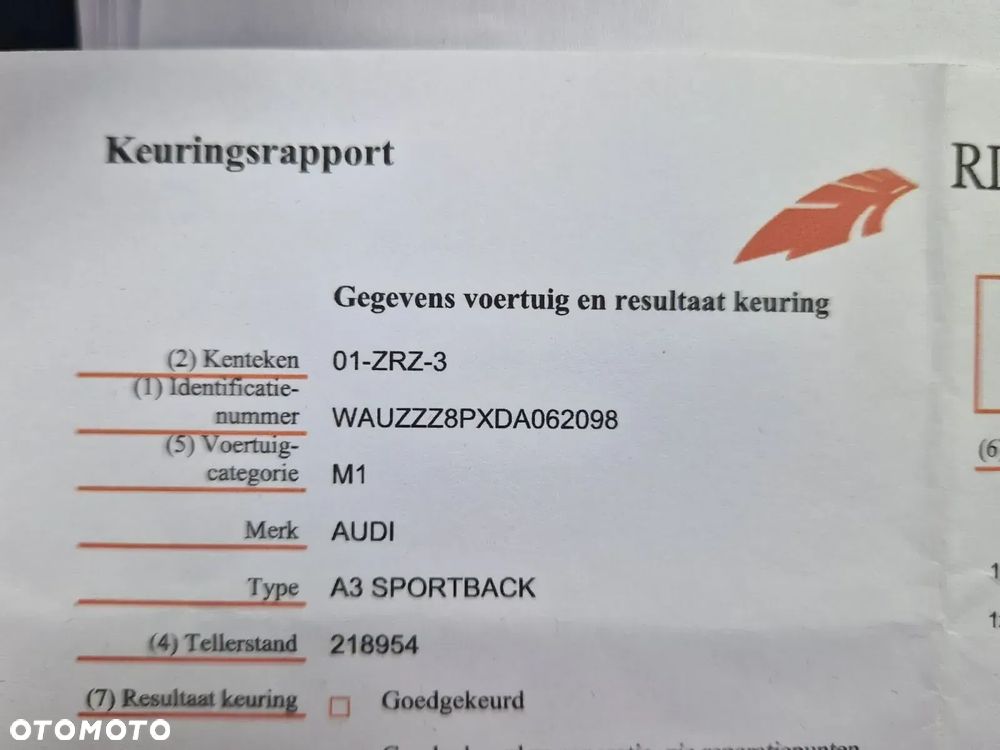 Keuringsrapport
Gegevens voertuig en resultaat keuring
(2) Kenteken 01-ZRZ-3
(1) Identificatie-
nummer WAUZZZ8PXDA062098
(5) Voertuig-
categorie M1
Merk AUDI
Type A3 SPORTBACK
(4) Tellerstand 218954
(7) Resultaat keuring Goedgekeurd
(6)
OTOMOTO